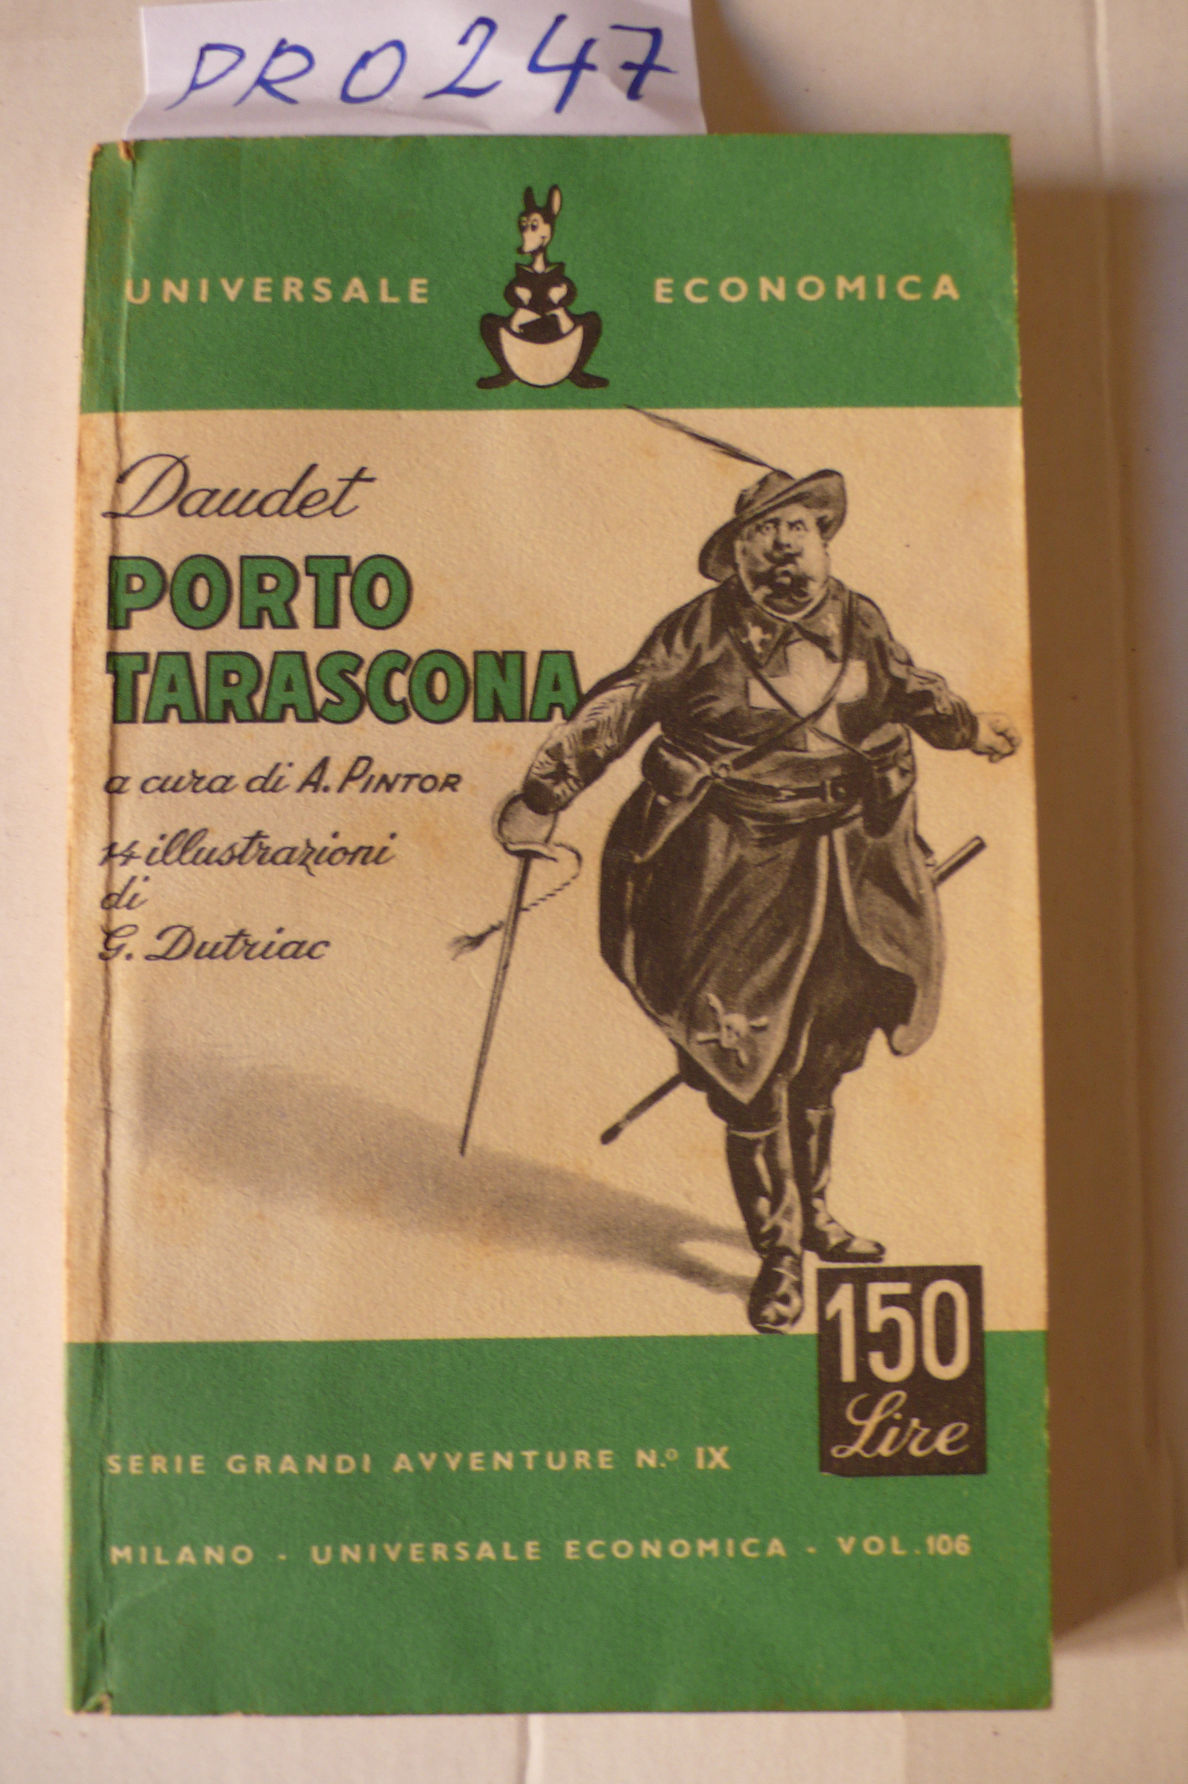 PRO247
UNIVERSALE ECONOMICA
Daudet
PORTO
TARASCONA
a cura di A. PINTOR
14 illustrazioni
di
G. Dutriac
150
Lire
SERIE GRANDI AVVENTURE N.º IX
MILANO - UNIVERSALE ECONOMICA - VOL. 106